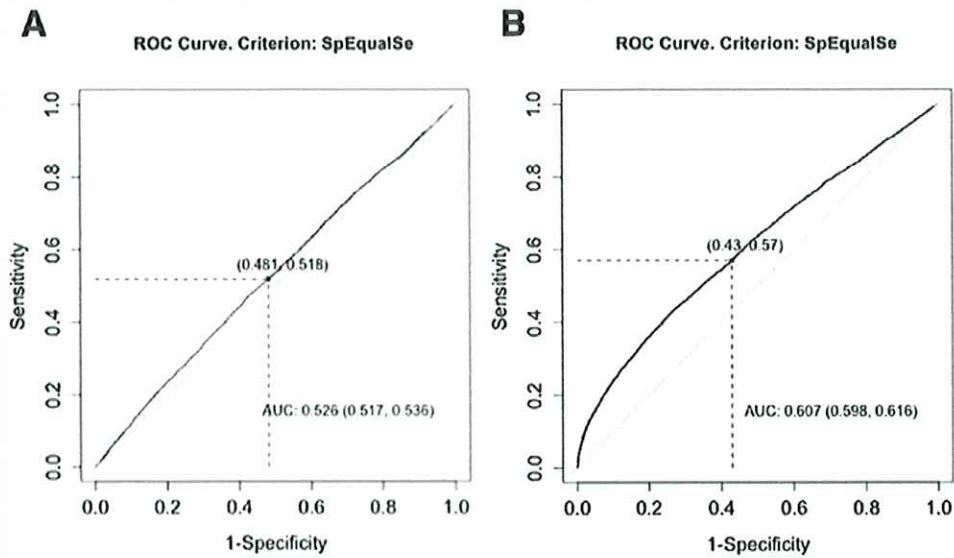 A
ROC Curve. Criterion: SpEqualSe
Sensitivity
1.0
0.8
0.6
0.4
0.2
0.0
(0.481, 0.518)
AUC: 0.526 (0.517, 0.536)
0.0 0.2 0.4 0.6 0.8 1.0
1-Specificity
B
ROC Curve. Criterion: SpEqualSe
Sensitivity
1.0
0.8
0.6
0.4
0.2
0.0
(0.43, 0.57)
AUC: 0.607 (0.598, 0.616)
0.0 0.2 0.4 0.6 0.8 1.0
1-Specificity